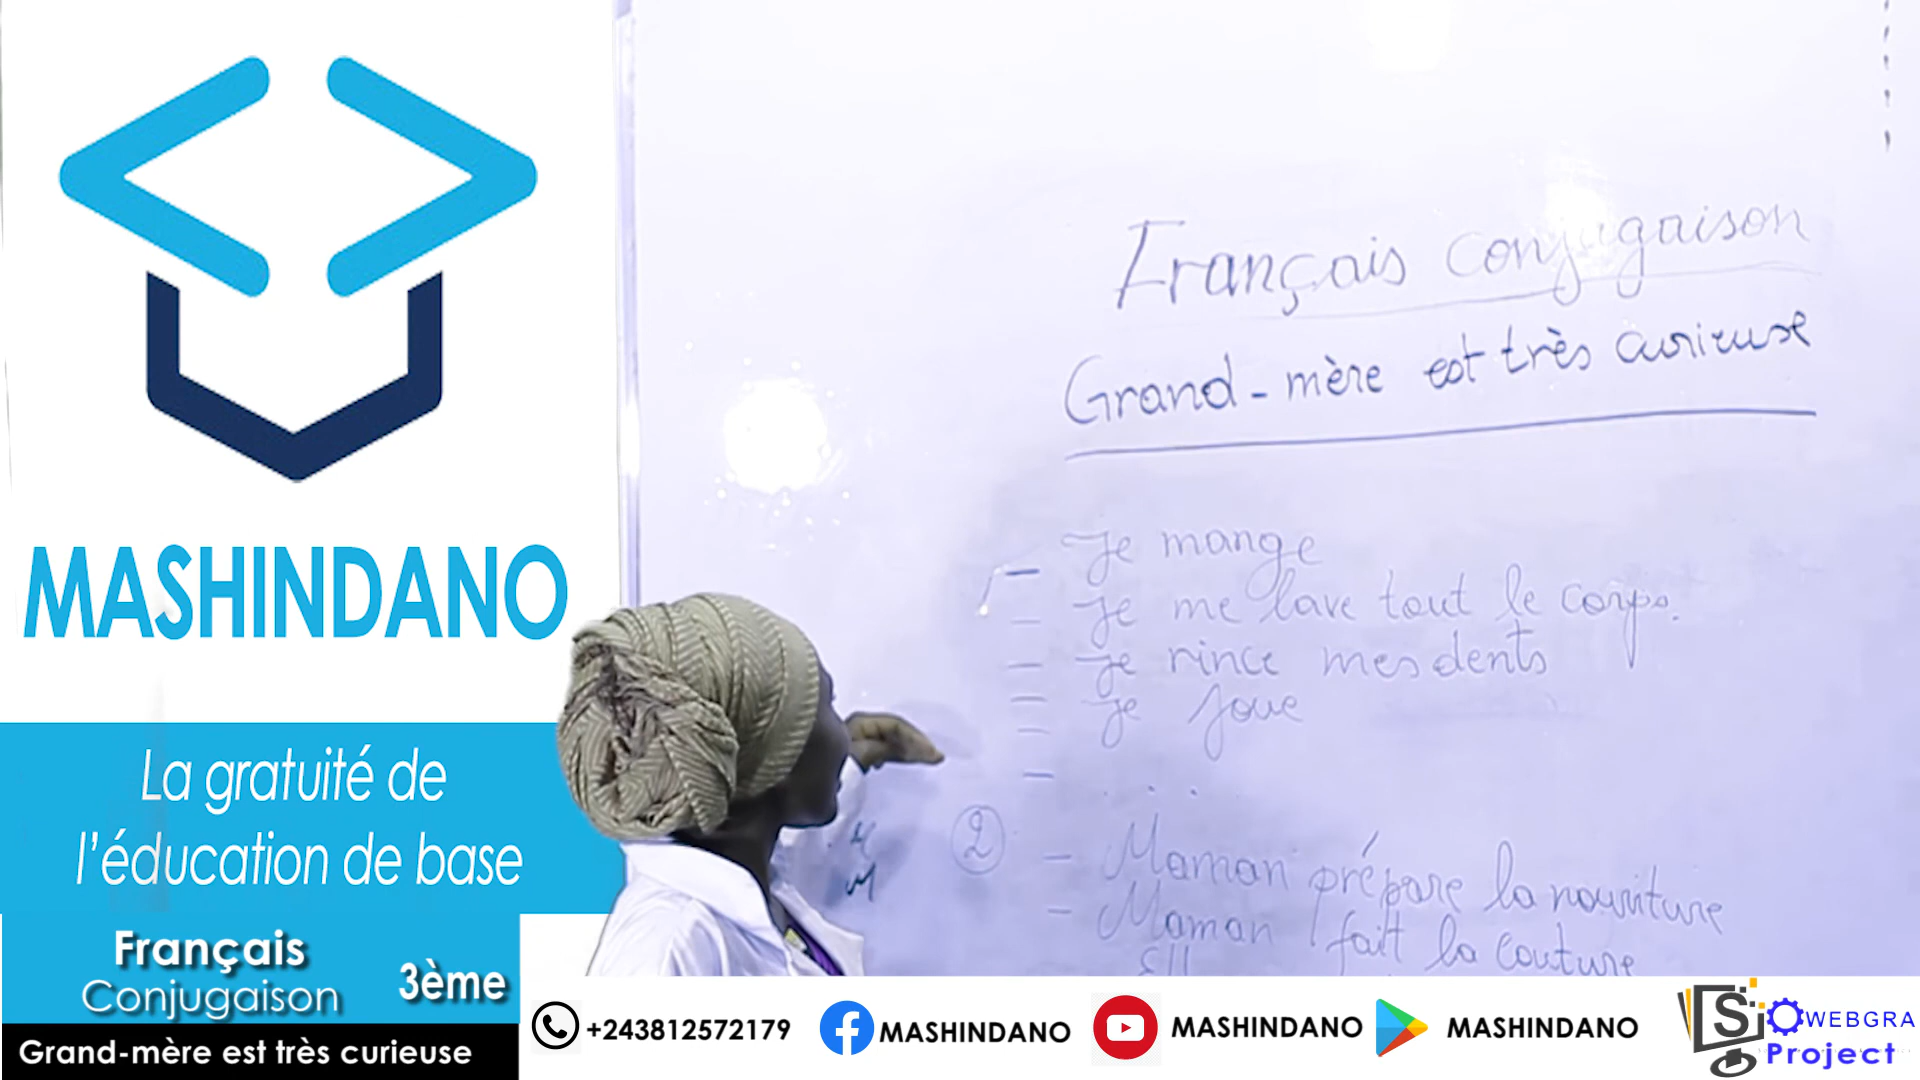 MASHINDANO
La gratuité de
l'éducation de base
Français
Conjugaison
3ème
Grand-mère est très curieuse
Français conjugaison
Grand-mère est très curieuse
- Je mange
- Je me lave tout le corps.
- Je rince mes dents
- Je joue
- ...
② - Maman prépare la nouriture
- Maman fait la couture
Ell
+243812572179
MASHINDANO
MASHINDANO
MASHINDANO
WEBGRA
Project